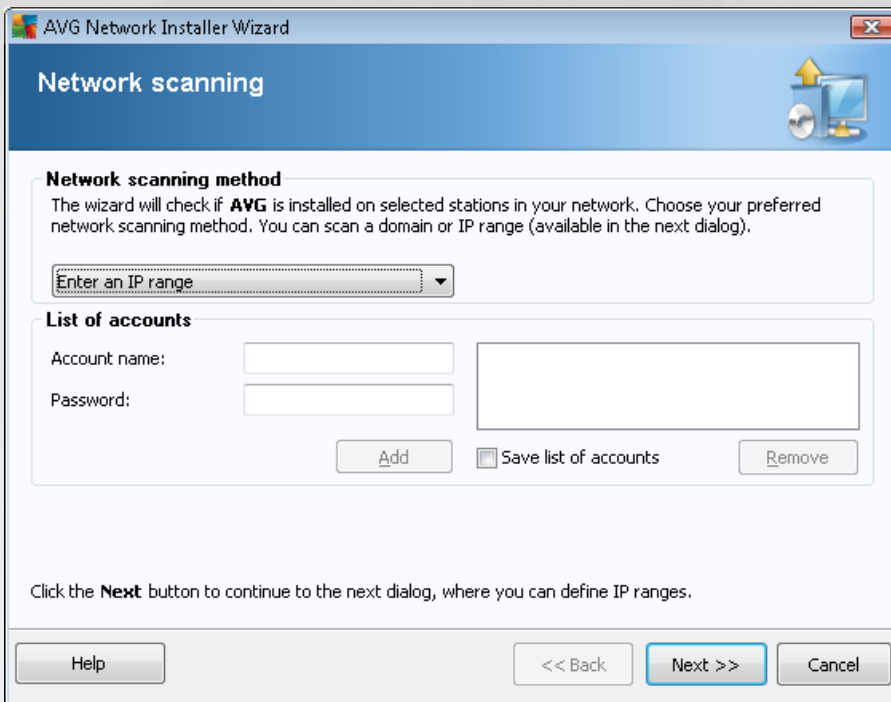 AVG Network Installer Wizard
Network scanning
Network scanning method
The wizard will check if AVG is installed on selected stations in your network. Choose your preferred
network scanning method. You can scan a domain or IP range (available in the next dialog).
Enter an IP range
List of accounts
Account name:
Password:
Add
Save list of accounts
Remove
Click the Next button to continue to the next dialog, where you can define IP ranges.
Help
<< Back
Next >>
Cancel